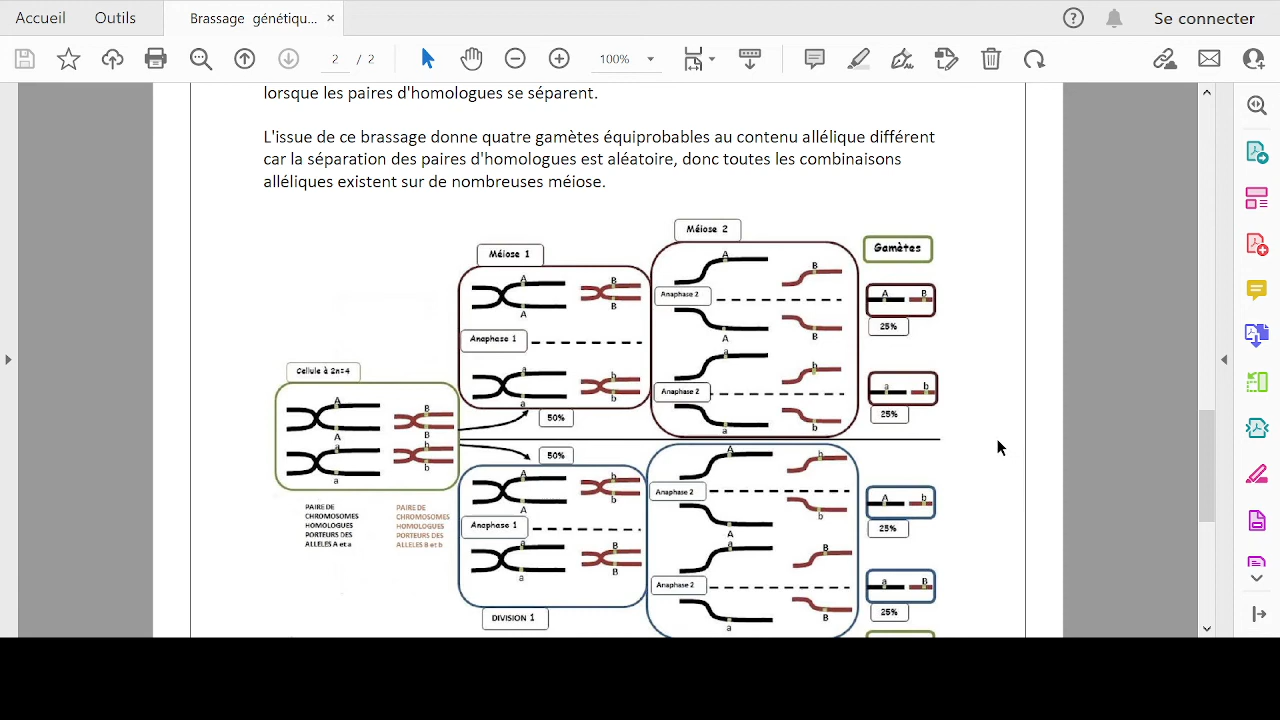 Accueil
Outils
Brassage génétiqu... ×
?
Se connecter
2 / 2
100%
lorsque les paires d'homologues se séparent.
L'issue de ce brassage donne quatre gamètes équiprobables au contenu allélique différent
car la séparation des paires d'homologues est aléatoire, donc toutes les combinaisons
alléliques existent sur de nombreuses méiose.
Méiose 1
Méiose 2
Gamètes
A
B
A
B
Anaphase 1
a
b
a
b
50%
A
B
Anaphase 2
A
B
a
b
Anaphase 2
a
b
A B
25%
a b
25%
Cellule à 2n=4
A
B
A
B
a
b
a
b
PAIRE DE
CHROMOSOMES
HOMOLOGUES
PORTEURS DES
ALLELES A et a
PAIRE DE
CHROMOSOMES
HOMOLOGUES
PORTEURS DES
ALLELES B et b
50%
A
b
A
b
Anaphase 1
a
B
a
B
DIVISION 1
A
b
Anaphase 2
A
b
a
B
Anaphase 2
a
B
A b
25%
a B
25%